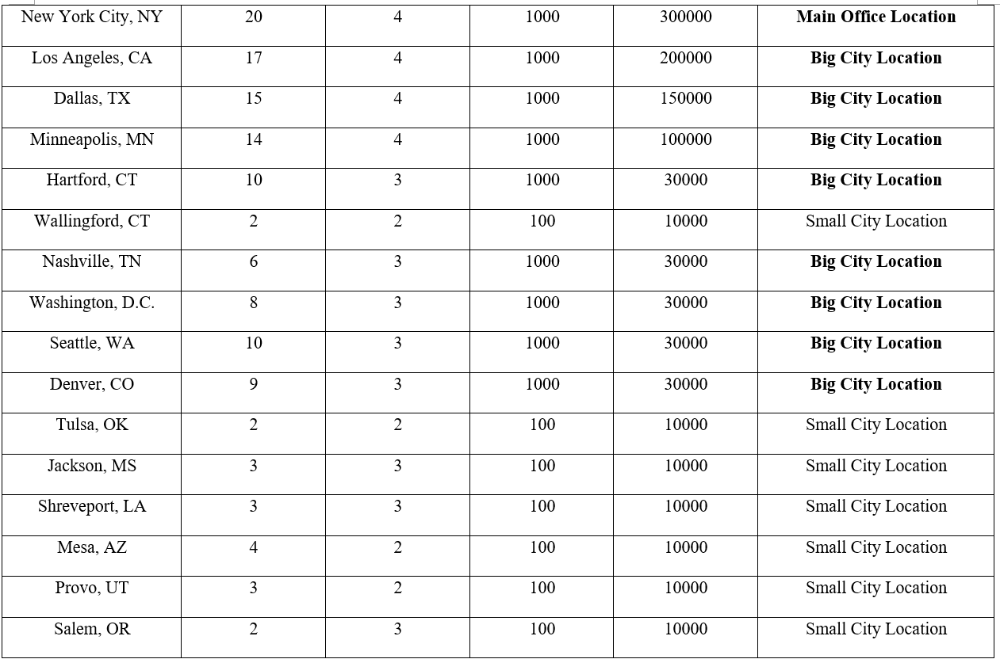 New York City, NY 20 4 1000 300000 Main Office Location
Los Angeles, CA 17 4 1000 200000 Big City Location
Dallas, TX 15 4 1000 150000 Big City Location
Minneapolis, MN 14 4 1000 100000 Big City Location
Hartford, CT 10 3 1000 30000 Big City Location
Wallingford, CT 2 2 100 10000 Small City Location
Nashville, TN 6 3 1000 30000 Big City Location
Washington, D.C. 8 3 1000 30000 Big City Location
Seattle, WA 10 3 1000 30000 Big City Location
Denver, CO 9 3 1000 30000 Big City Location
Tulsa, OK 2 2 100 10000 Small City Location
Jackson, MS 3 3 100 10000 Small City Location
Shreveport, LA 3 3 100 10000 Small City Location
Mesa, AZ 4 2 100 10000 Small City Location
Provo, UT 3 2 100 10000 Small City Location
Salem, OR 2 3 100 10000 Small City Location